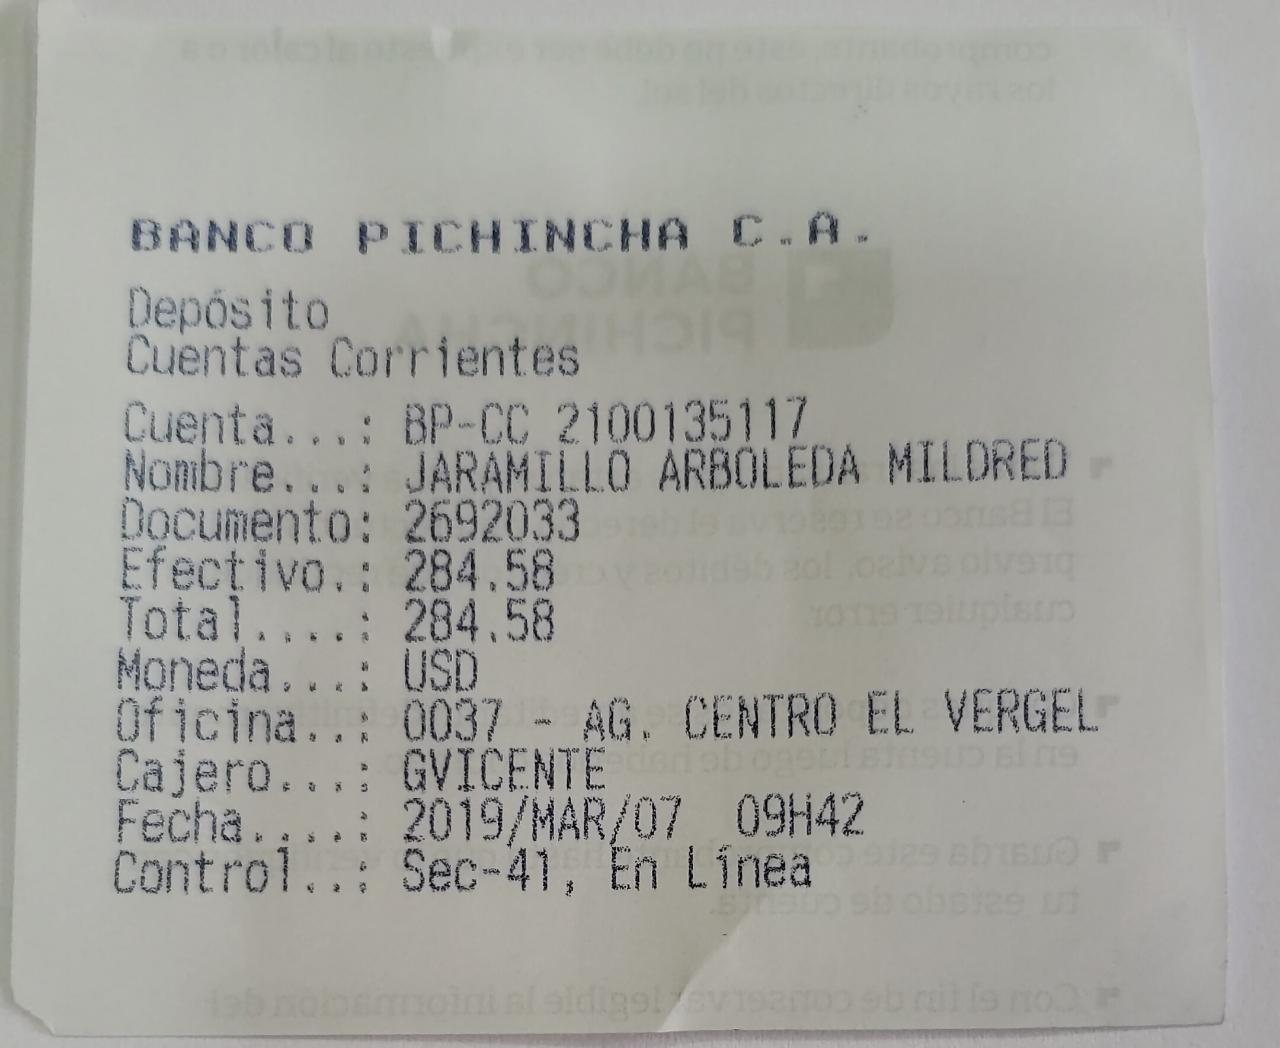 BANCO PICHINCHA C.A.
Depósito
Cuentas Corrientes
Cuenta...: BP-CC 2100135117
Nombre...: JARAMILLO ARBOLEDA MILDRED
Documento: 2692033
Efectivo.: 284.58
Total....: 284.58
Moneda...: USD
Oficina..: 0037 - AG. CENTRO EL VERGEL
Cajero...: GVICENTE
Fecha....: 2019/MAR/07 09H42
Control..: Sec-41, En Línea